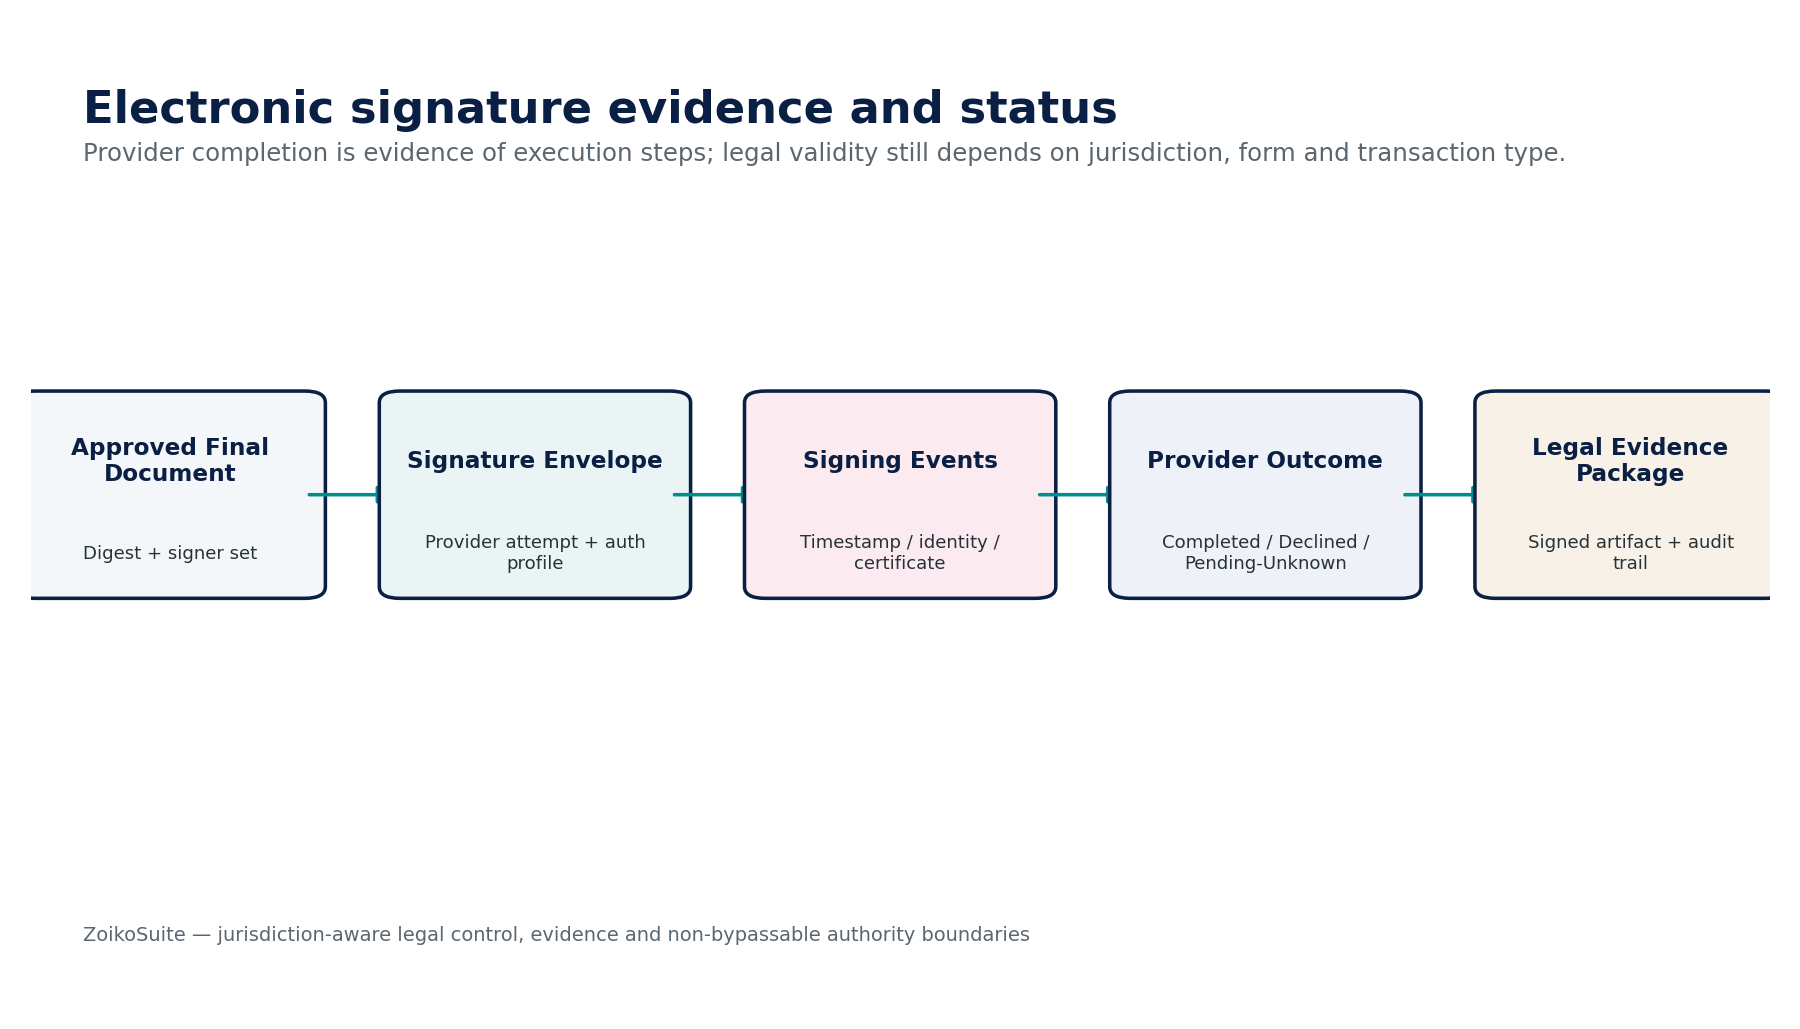 Electronic signature evidence and status
Provider completion is evidence of execution steps; legal validity still depends on jurisdiction, form and transaction type.
Approved Final
Document
Digest + signer set
Signature Envelope
Provider attempt + auth
profile
Signing Events
Timestamp / identity /
certificate
Provider Outcome
Completed / Declined /
Pending-Unknown
Legal Evidence
Package
Signed artifact + audit
trail
ZoikoSuite — jurisdiction-aware legal control, evidence and non-bypassable authority boundaries